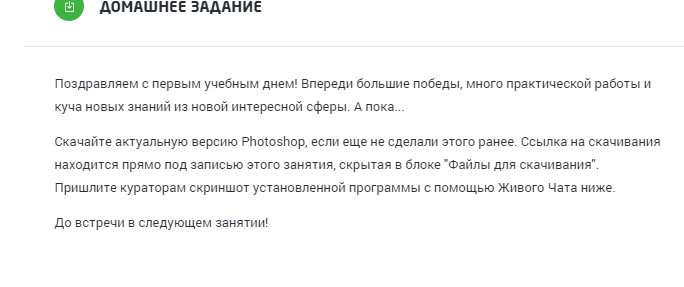 ДОМАШНЕЕ ЗАДАНИЕ
Поздравляем с первым учебным днем! Впереди большие победы, много практической работы и
куча новых знаний из новой интересной сферы. А пока...
Скачайте актуальную версию Photoshop, если еще не сделали этого ранее. Ссылка на скачивания
находится прямо под записью этого занятия, скрытая в блоке "Файлы для скачивания".
Пришлите кураторам скриншот установленной программы с помощью Живого Чата ниже.
До встречи в следующем занятии!